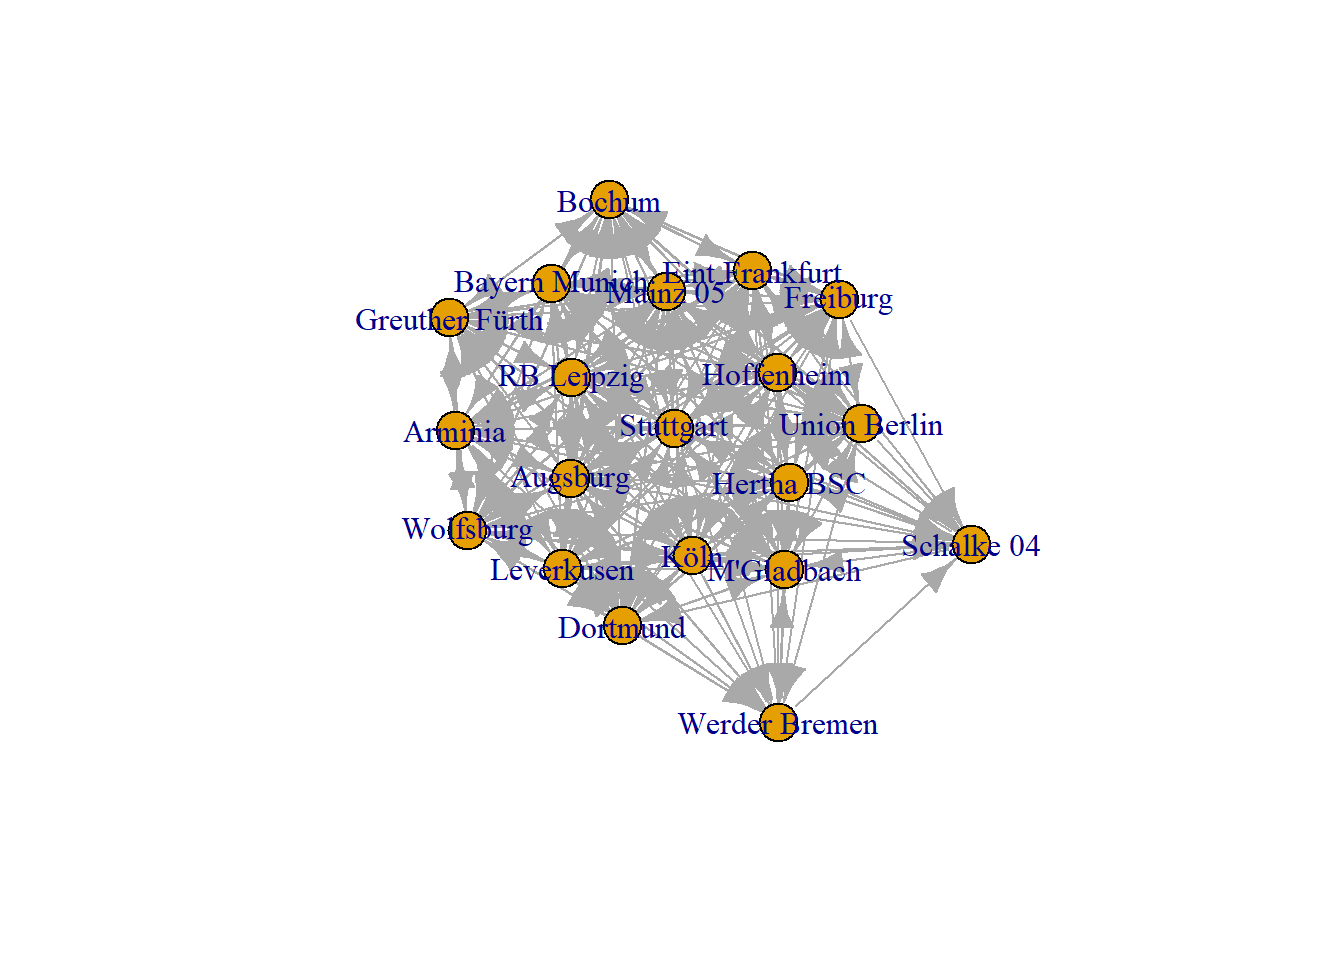 Bochum
Eint Frankfurt
Bayern Munich
Mainz 05
Freiburg
Greuther Fürth
RB Leipzig
Hoffenheim
Stuttgart
Union Berlin
Arminia
Augsburg
Hertha BSC
Wolfsburg
Schalke 04
Köln
Leverkusen
M'Gladbach
Dortmund
Werder Bremen